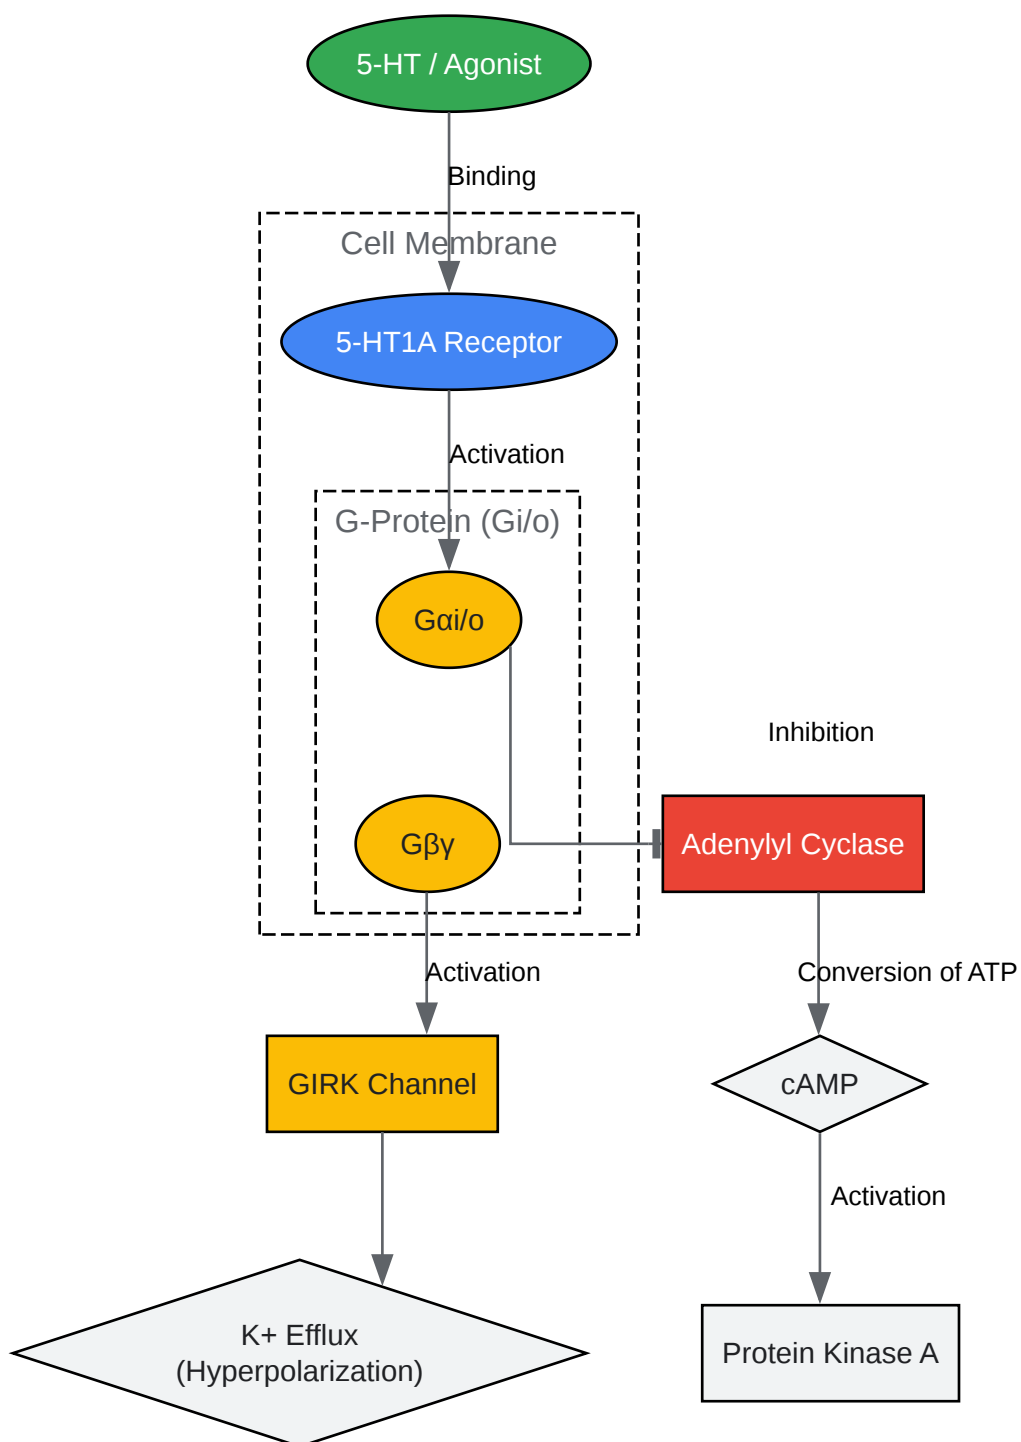 5-HT / Agonist
Binding
Cell Membrane
5-HT1A Receptor
Activation
G-Protein (Gi/o)
Gαi/o
Inhibition
Gβγ
Adenylyl Cyclase
Activation
Conversion of ATP
GIRK Channel
cAMP
Activation
K+ Efflux
(Hyperpolarization)
Protein Kinase A